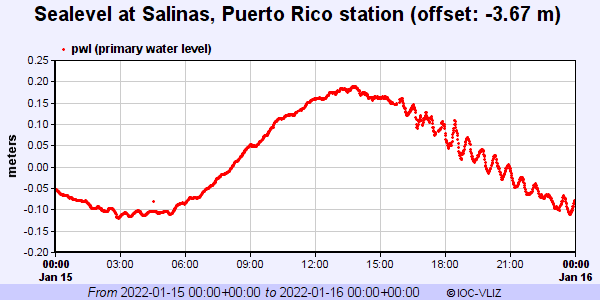 Sealevel at Salinas, Puerto Rico station (offset: -3.67 m)
pwl (primary water level)
0.25
0.20
0.15
0.10
0.05
0.00
-0.05
-0.10
-0.15
-0.20
meters
00:00 03:00 06:00 09:00 12:00 15:00 18:00 21:00 00:00
Jan 15 Jan 16
From 2022-01-15 00:00+00:00 to 2022-01-16 00:00+00:00 © IOC-VLIZ